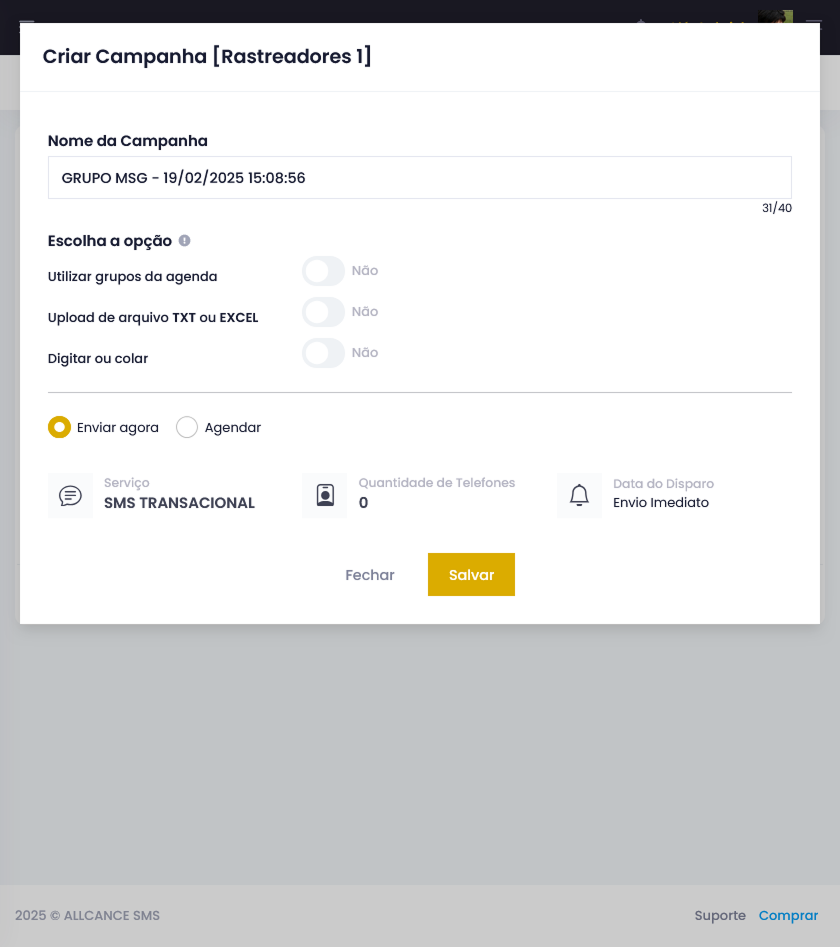 Criar Campanha [Rastreadores 1]
Nome da Campanha
GRUPO MSG - 19/02/2025 15:08:56
31/40
Escolha a opção
Utilizar grupos da agenda Não
Upload de arquivo TXT ou EXCEL Não
Digitar ou colar Não
Enviar agora Agendar
Serviço
SMS TRANSACIONAL
Quantidade de Telefones
0
Data do Disparo
Envio Imediato
Fechar Salvar
2025 © ALLCANCE SMS Suporte Comprar